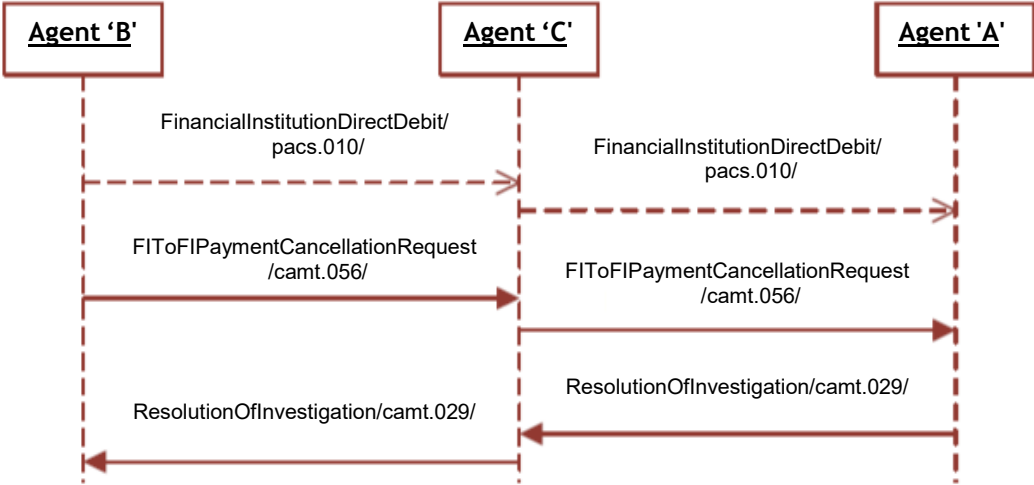 Agent ‘B'
Agent ‘C'
Agent 'A'
FinancialInstitutionDirectDebit/
pacs.010/
FinancialInstitutionDirectDebit/
pacs.010/
FIToFIPaymentCancellationRequest
/camt.056/
FIToFIPaymentCancellationRequest
/camt.056/
ResolutionOfInvestigation/camt.029/
ResolutionOfInvestigation/camt.029/